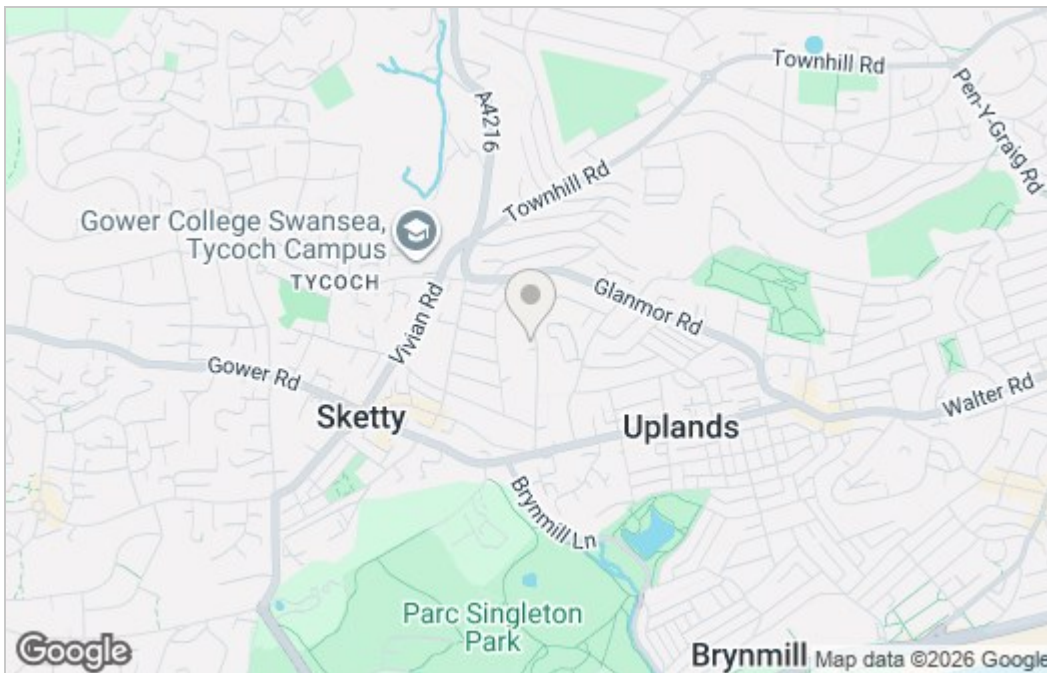 Townhill Rd
A4216
Pen-Y-Graig Rd
Townhill Rd
Gower College Swansea,
Tycoch Campus
TYCOCH
Glanmor Rd
Vivian Rd
Gower Rd
Walter Rd
Sketty
Uplands
Brynmill Ln
Parc Singleton
Park
Brynmill
Google
Map data ©2026 Google